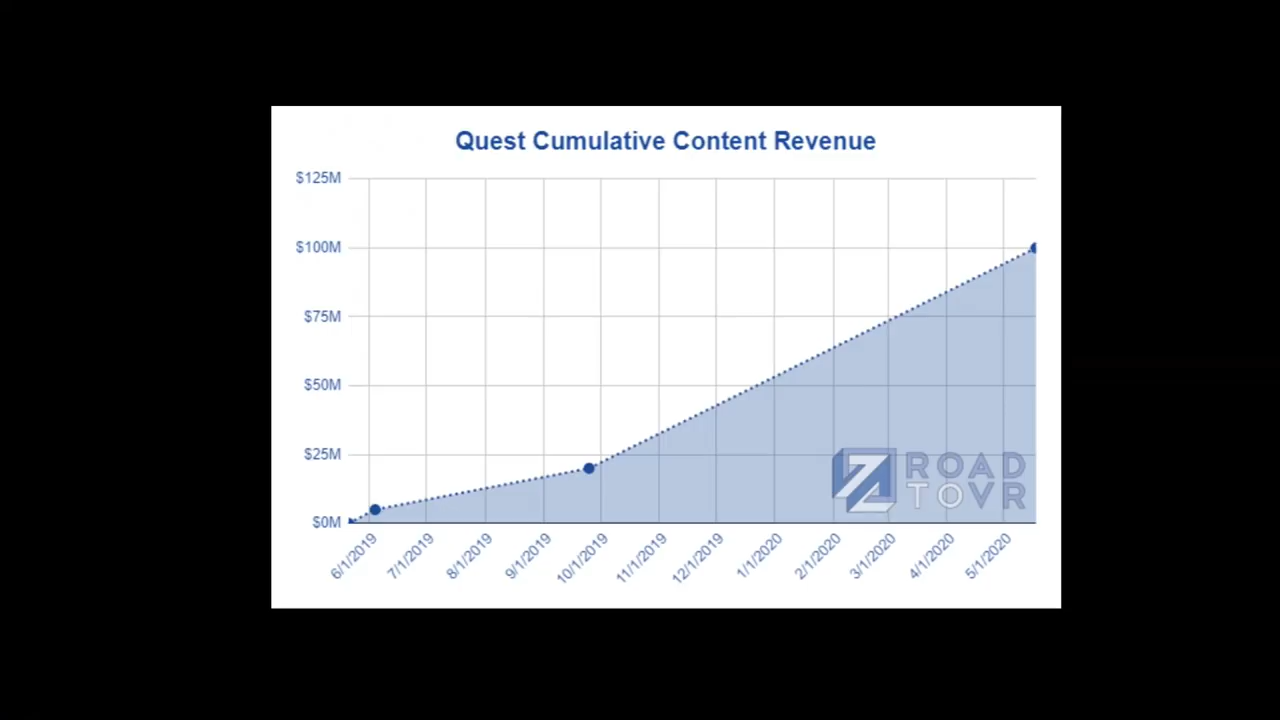 Quest Cumulative Content Revenue
$125M
$100M
$75M
$50M
$25M
$0M
ROAD
TOVR
6/1/2019
7/1/2019
8/1/2019
9/1/2019
10/1/2019
11/1/2019
12/1/2019
1/1/2020
2/1/2020
3/1/2020
4/1/2020
5/1/2020